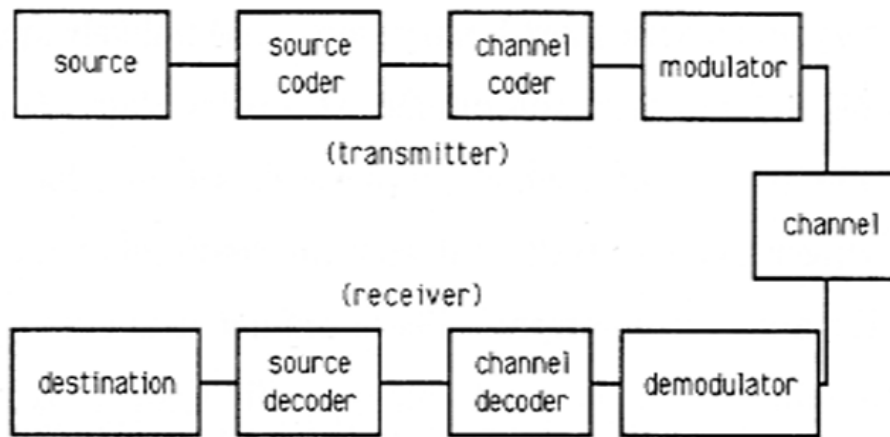 source
source
coder
channel
coder
modulator
(transmitter)
channel
(receiver)
destination
source
decoder
channel
decoder
demodulator